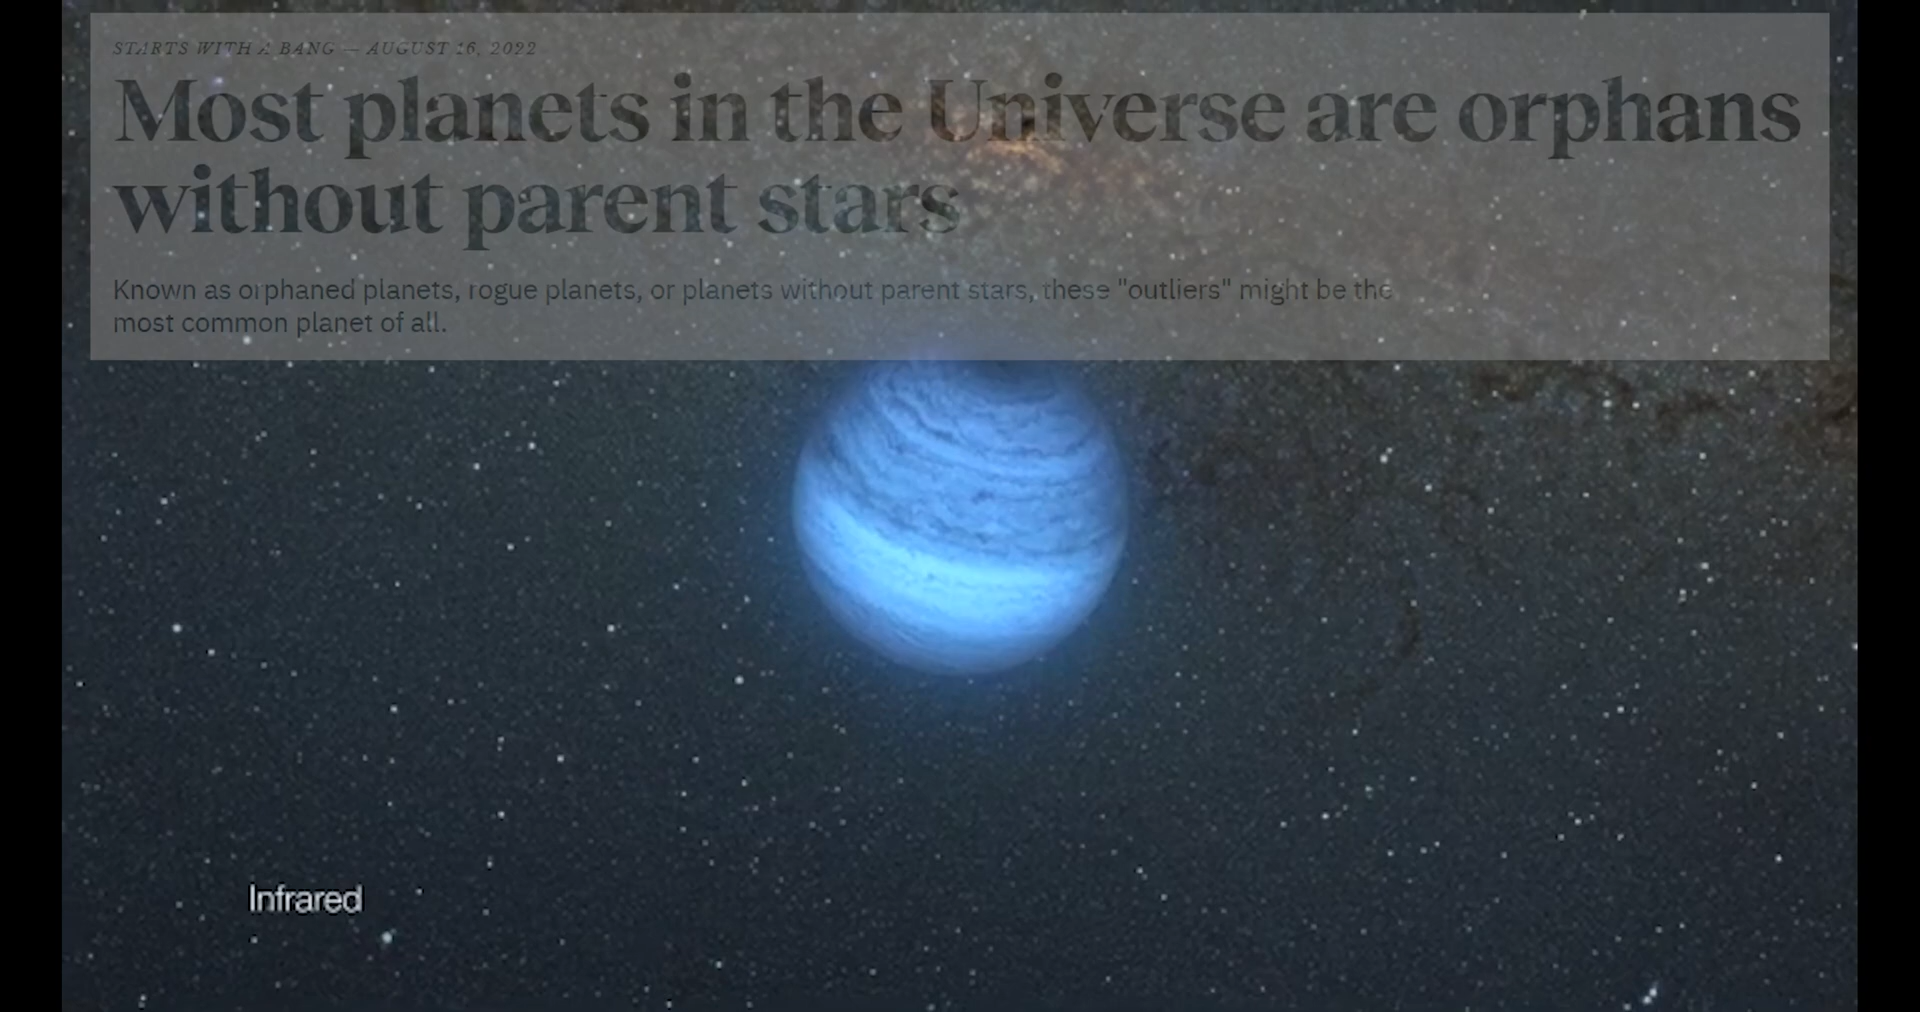 STARTS WITH A BANG — AUGUST 16, 2022
Most planets in the Universe are orphans
without parent stars
Known as orphaned planets, rogue planets, or planets without parent stars, these "outliers" might be the
most common planet of all.
Infrared